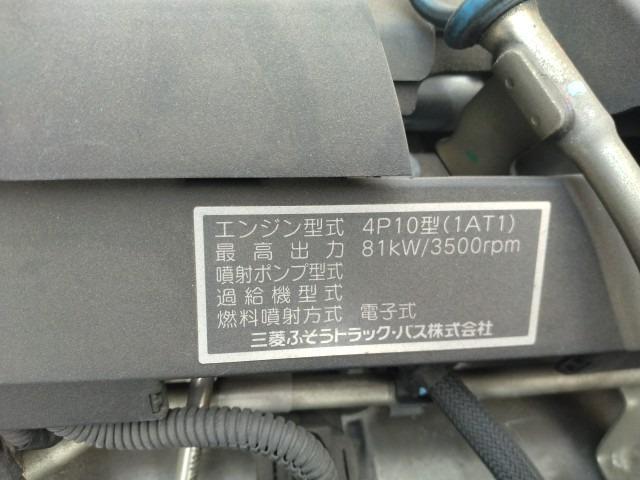 エンジン型式 4P10型(1AT1)
最高出力 81kW/3500rpm
噴射ポンプ型式
過給機型式
燃料噴射方式 電子式
三菱ふそうトラック・バス株式会社